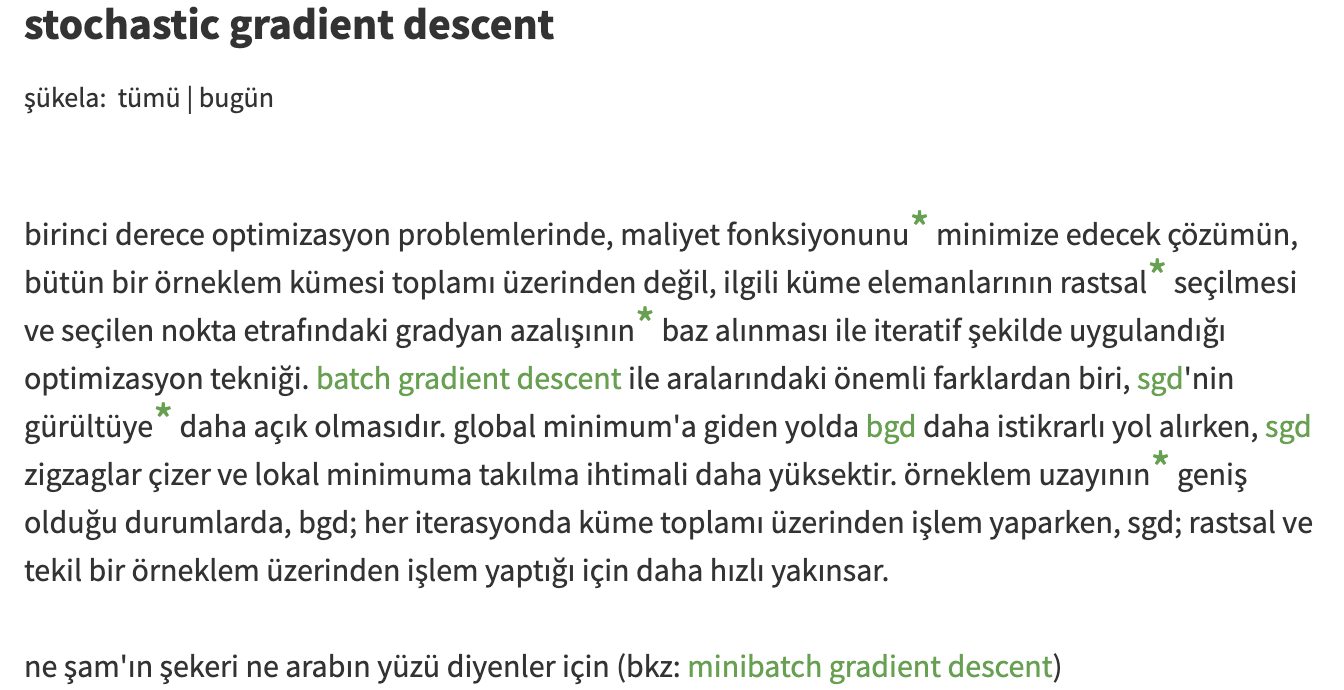 stochastic gradient descent
şükela: tümü | bugün
birinci derece optimizasyon problemlerinde, maliyet fonksiyonunu* minimize edecek çözümün,
bütün bir örneklem kümesi toplamı üzerinden değil, ilgili küme elemanlarının rastsal* seçilmesi
ve seçilen nokta etrafındaki gradyan azalışının* baz alınması ile iteratif şekilde uygulandığı
optimizasyon tekniği. batch gradient descent ile aralarındaki önemli farklardan biri, sgd'nin
gürültüye* daha açık olmasıdır. global minimum'a giden yolda bgd daha istikrarlı yol alırken, sgd
zigzaglar çizer ve lokal minimuma takılma ihtimali daha yüksektir. örneklem uzayının* geniş
olduğu durumlarda, bgd; her iterasyonda küme toplamı üzerinden işlem yaparken, sgd; rastsal ve
tekil bir örneklem üzerinden işlem yaptığı için daha hızlı yakınsar.
ne şam'ın şekeri ne arabın yüzü diyenler için (bkz: minibatch gradient descent)